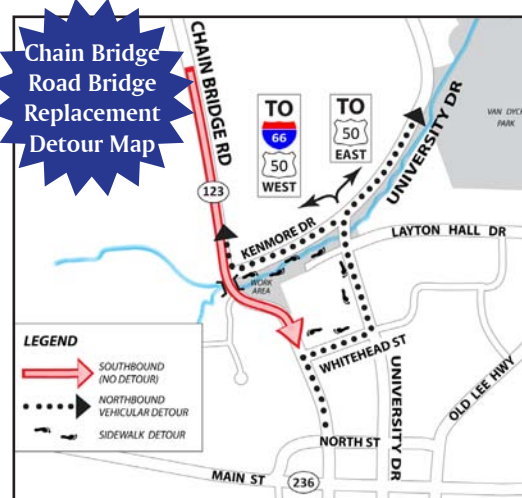 Chain Bridge
Road Bridge
Replacement
Detour Map
CHAIN BRIDGE RD
123
TO
66
50
WEST
TO
50
EAST
UNIVERSITY DR
VAN DYCK
PARK
KENMORE DR
LAYTON HALL DR
WORK
AREA
WHITEHEAD ST
UNIVERSITY DR
OLD LEE HWY
NORTH ST
MAIN ST
236
LEGEND
SOUTHBOUND
(NO DETOUR)
NORTHBOUND
VEHICULAR DETOUR
SIDEWALK DETOUR